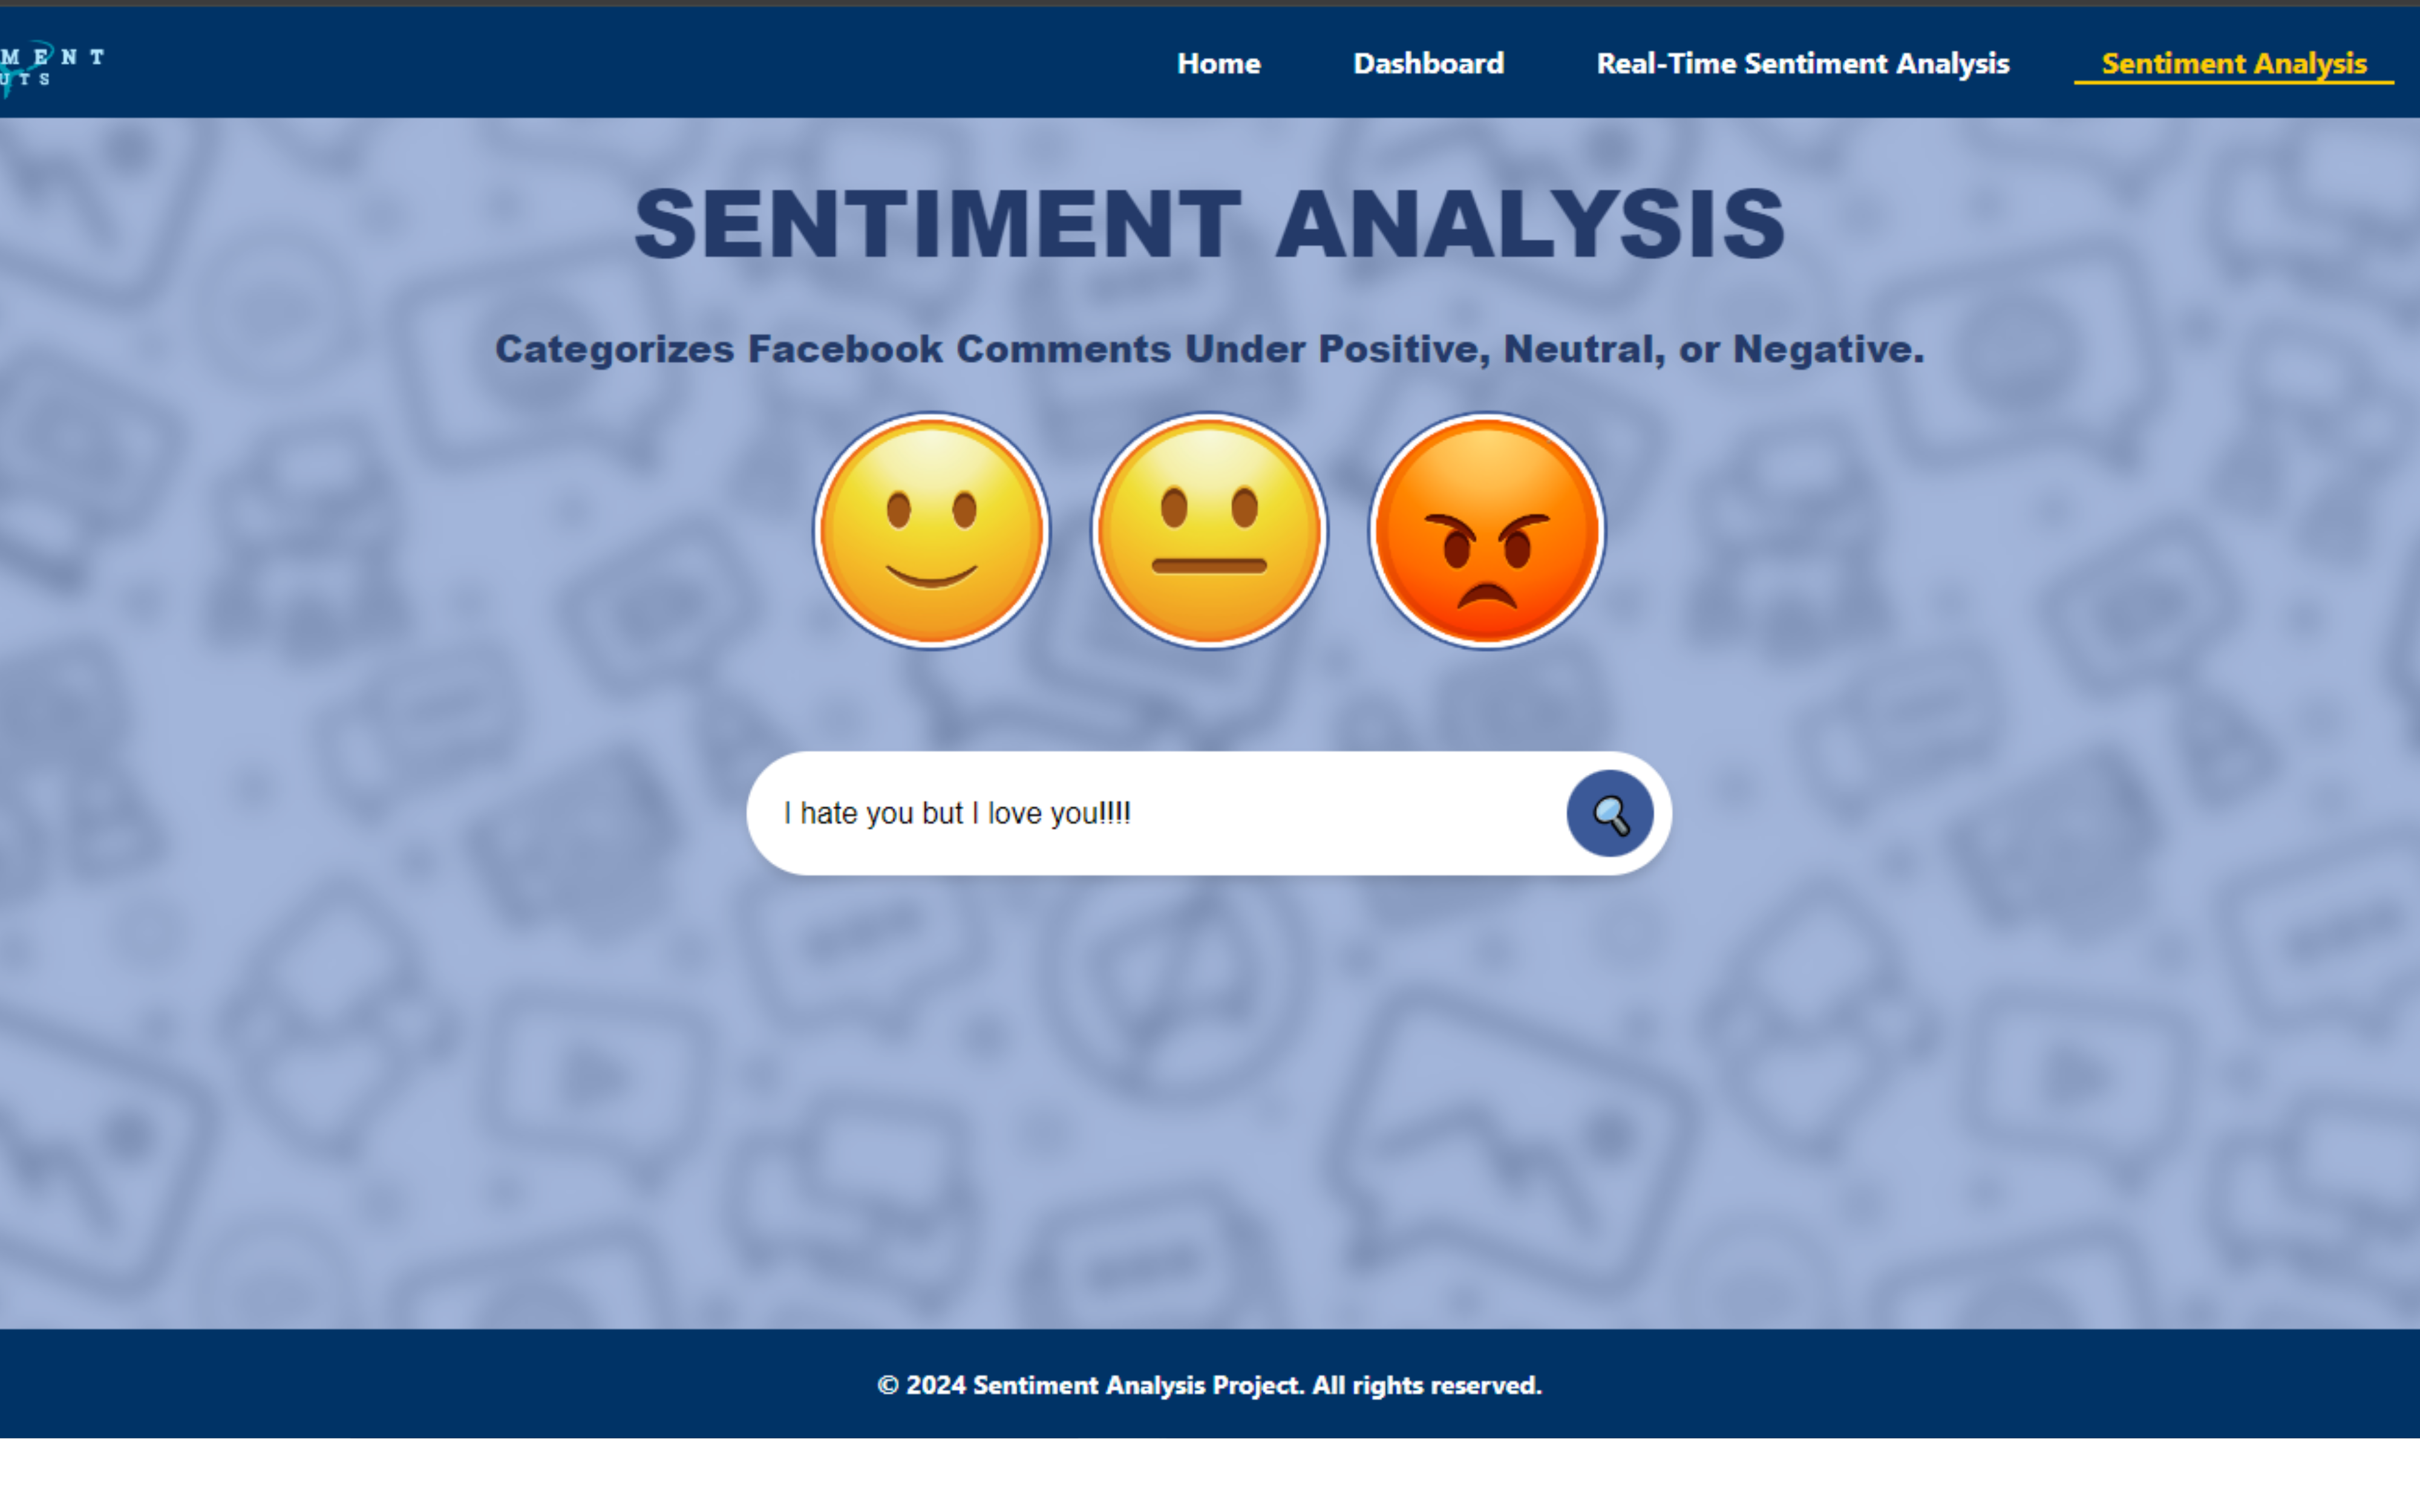 M E N T
U T S
Home
Dashboard
Real-Time Sentiment Analysis
Sentiment Analysis
SENTIMENT ANALYSIS
Categorizes Facebook Comments Under Positive, Neutral, or Negative.
I hate you but I love you!!!!
© 2024 Sentiment Analysis Project. All rights reserved.